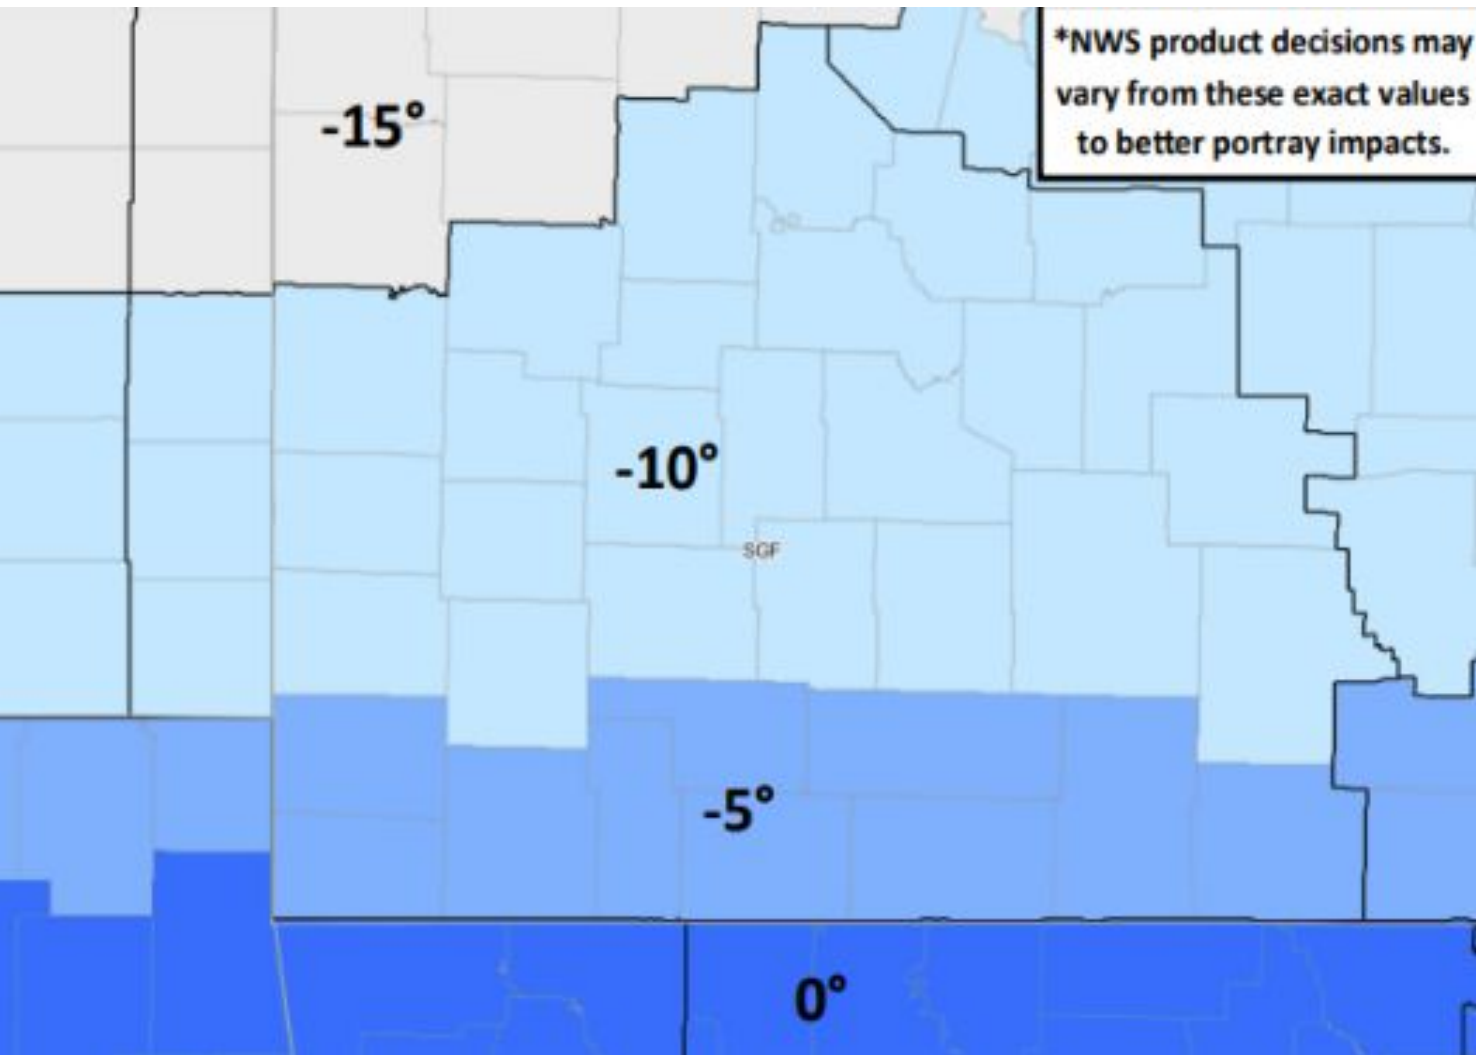 *NWS product decisions may
vary from these exact values
to better portray impacts.
-15°
-10°
SGF
-5°
0°